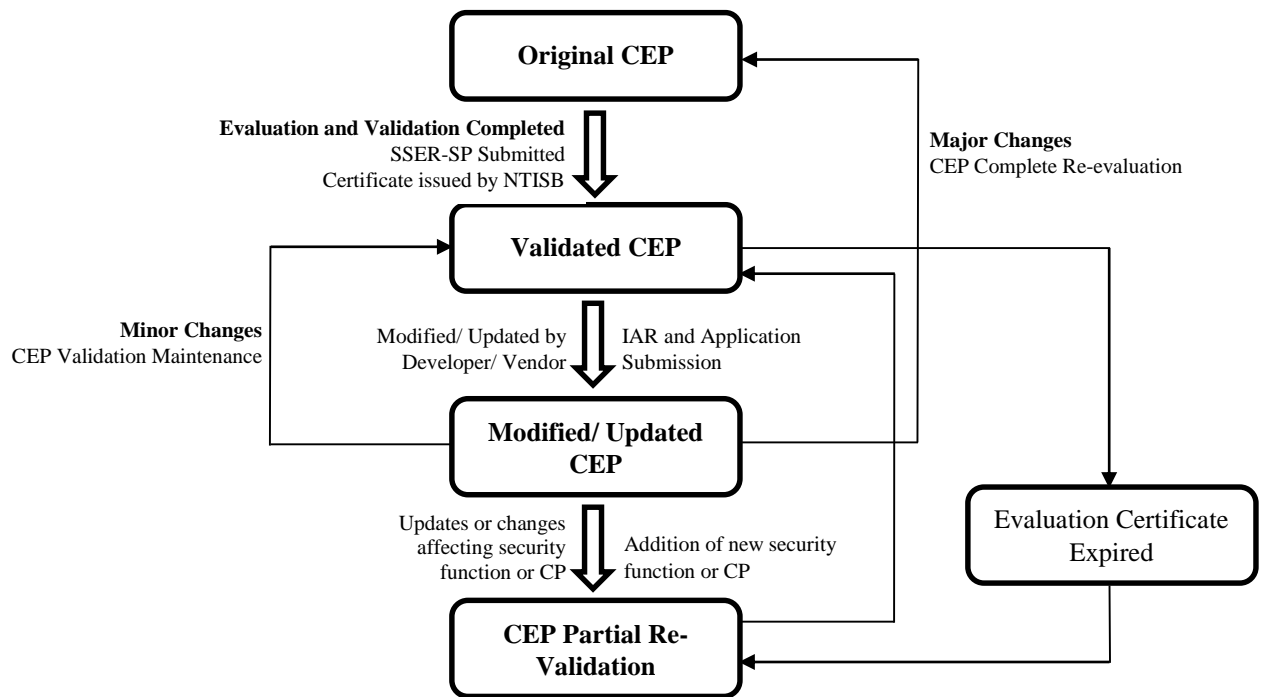 Original CEP
Evaluation and Validation Completed
SSER-SP Submitted
Certificate issued by NTISB
Major Changes
CEP Complete Re-evaluation
Validated CEP
Minor Changes
CEP Validation Maintenance
Modified/ Updated by
Developer/ Vendor
IAR and Application
Submission
Modified/ Updated
CEP
Updates or changes
affecting security
function or CP
Addition of new security
function or CP
Evaluation Certificate
Expired
CEP Partial Re-
Validation